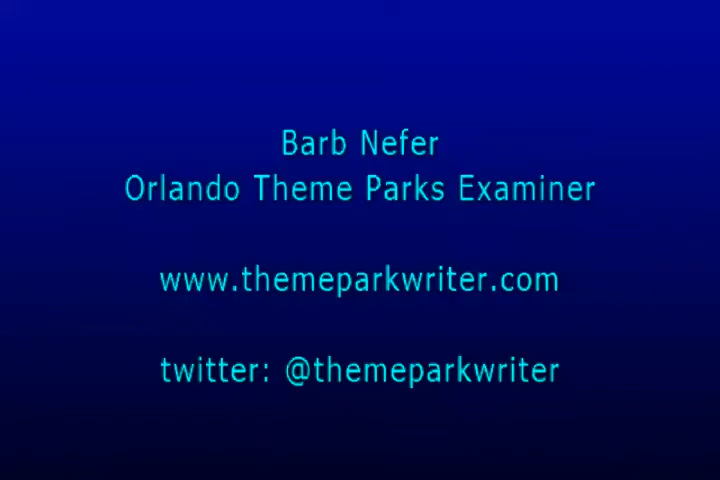 Barb Nefer
Orlando Theme Parks Examiner
www.themeparkwriter.com
twitter: @themeparkwriter